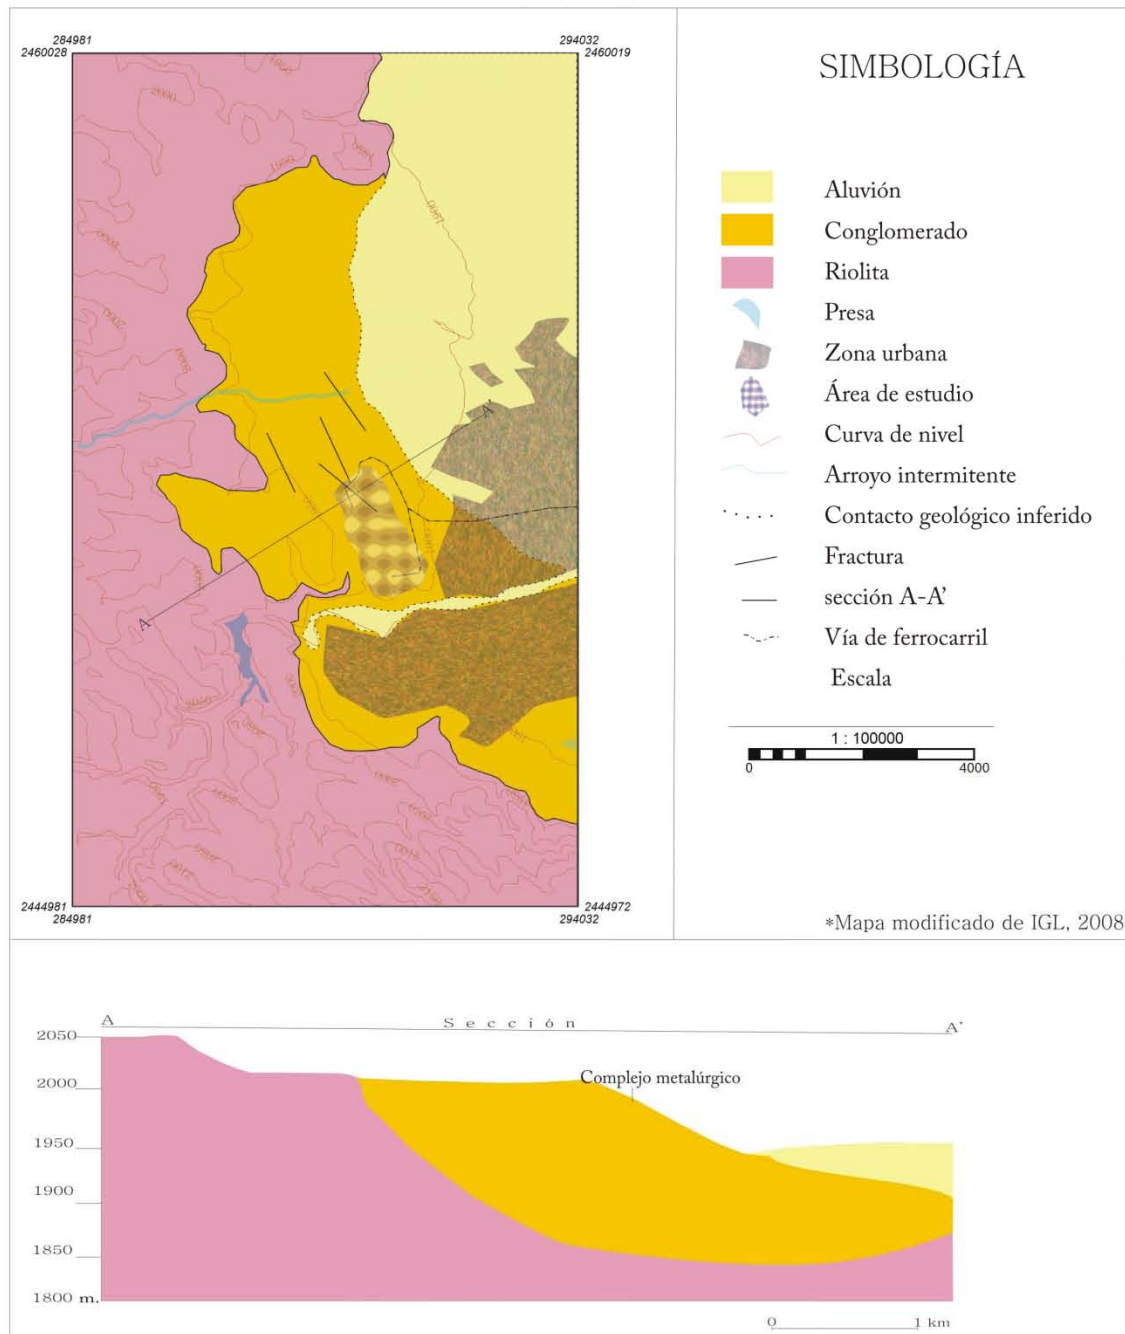 284981
294032
2460028
2460019
2444981
284981
2444972
294032
A
A'
SIMBOLOGÍA
Aluvión
Conglomerado
Riolita
Presa
Zona urbana
Área de estudio
Curva de nivel
Arroyo intermitente
Contacto geológico inferido
Fractura
sección A-A'
Vía de ferrocarril
Escala
1 : 100000
0 4000
*Mapa modificado de IGL, 2008
A Sección A'
2050
2000
1950
1900
1850
1800 m.
Complejo metalúrgico
0 1 km